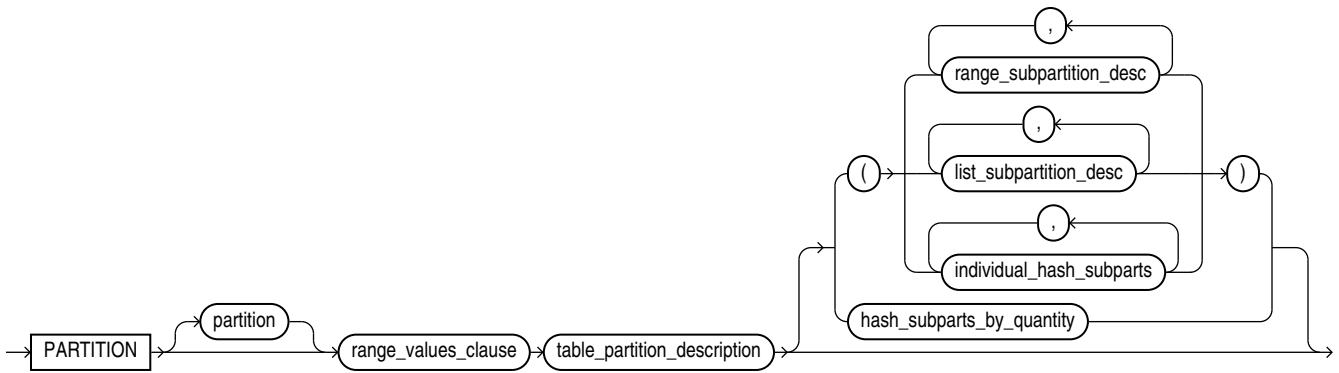 ,
range_subpartition_desc
,
( list_subpartition_desc )
,
individual_hash_subparts
partition hash_subparts_by_quantity
PARTITION range_values_clause table_partition_description